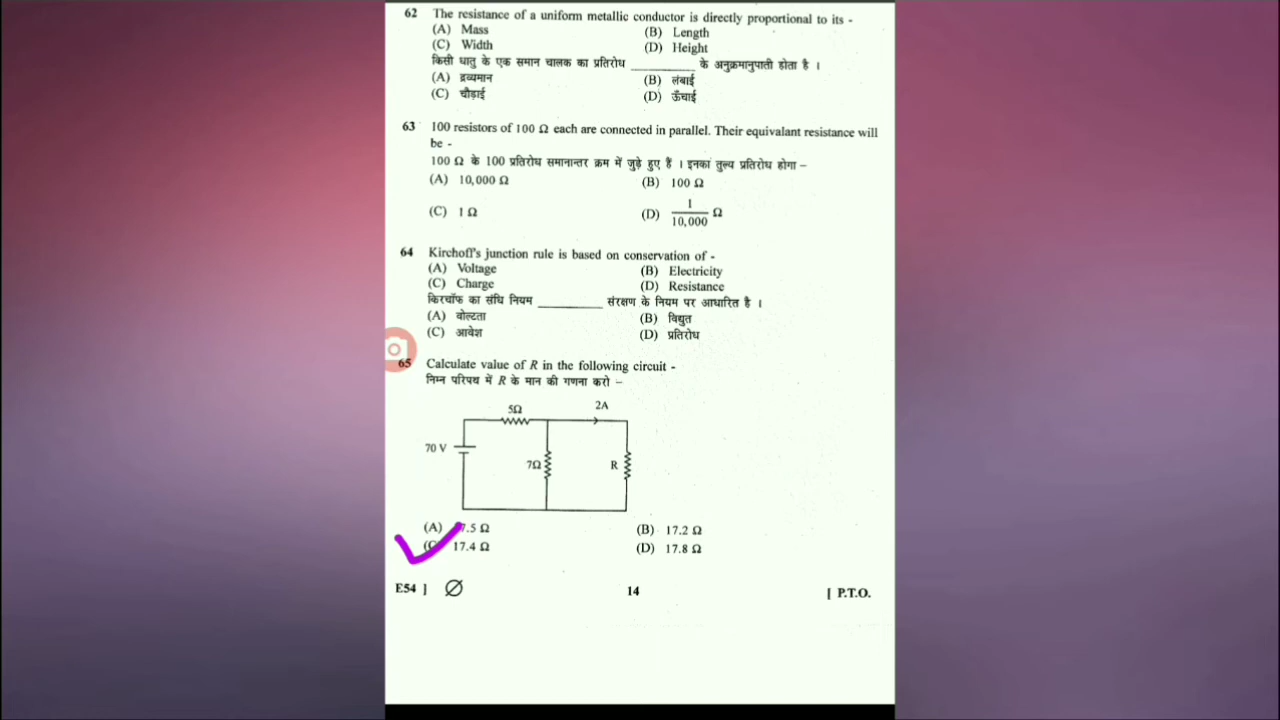 62 The resistance of a uniform metallic conductor is directly proportional to its -
(A) Mass (B) Length
(C) Width (D) Height
किसी धातु के एक समान चालक का प्रतिरोध ________ के अनुक्रमानुपाती होता है ।
(A) द्रव्यमान (B) लंबाई
(C) चौड़ाई (D) ऊँचाई
63 100 resistors of 100 Ω each are connected in parallel. Their equivalant resistance will
be -
100 Ω के 100 प्रतिरोध समानान्तर क्रम में जुड़े हुए हैं । इनका तुल्य प्रतिरोध होगा –
(A) 10,000 Ω (B) 100 Ω
(C) 1 Ω (D) 1/10,000 Ω
64 Kirchoff's junction rule is based on conservation of -
(A) Voltage (B) Electricity
(C) Charge (D) Resistance
किरचॉफ का संधि नियम ________ संरक्षण के नियम पर आधारित है ।
(A) वोल्टता (B) विद्युत
(C) आवेश (D) प्रतिरोध
65 Calculate value of R in the following circuit -
निम्न परिपथ में R के मान की गणना करो –
5Ω 2A
70 V
7Ω R
(A) .5 Ω (B) 17.2 Ω
(C) 17.4 Ω (D) 17.8 Ω
E54 ] Ø 14 [ P.T.O.